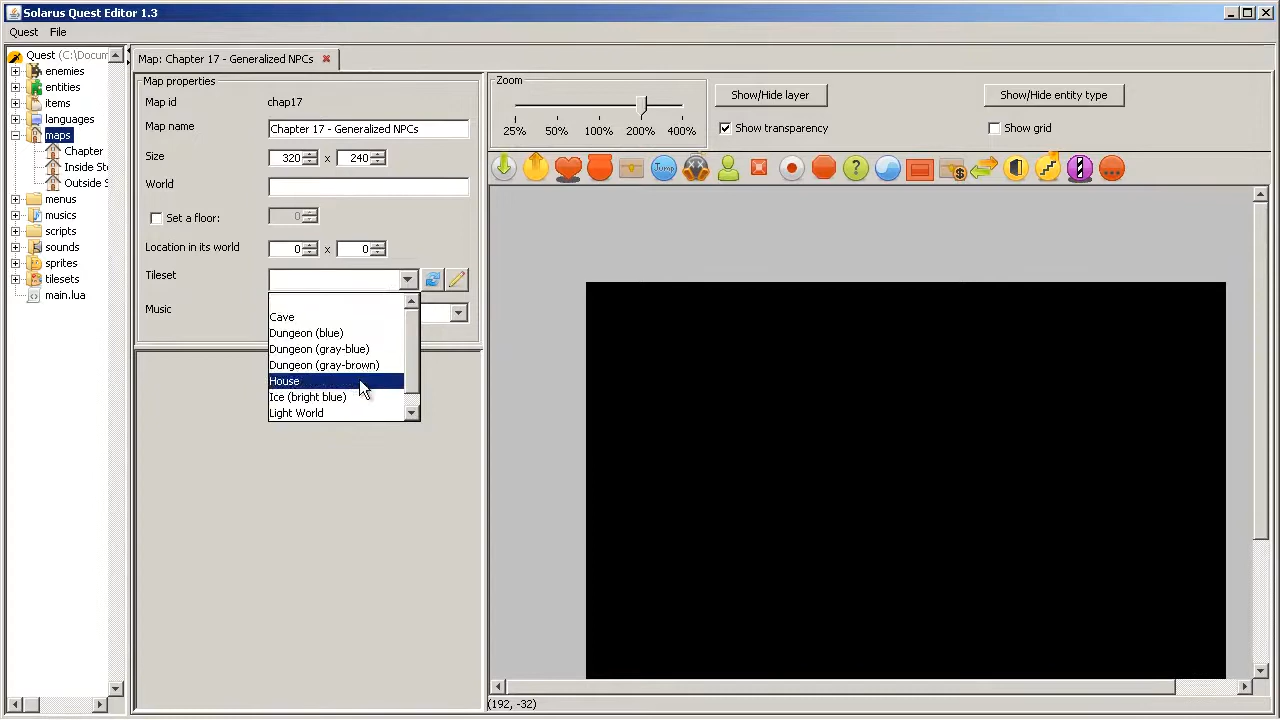 Solarus Quest Editor 1.3
Quest File
Quest (C:\Docum
enemies
entities
items
languages
maps
Chapter
Inside Sto
Outside S
menus
musics
scripts
sounds
sprites
tilesets
main.lua
Map: Chapter 17 - Generalized NPCs
Map properties
Map id chap17
Map name Chapter 17 - Generalized NPCs
Size 320 x 240
World
Set a floor: 0
Location in its world 0 x 0
Tileset
Music
Cave
Dungeon (blue)
Dungeon (gray-blue)
Dungeon (gray-brown)
House
Ice (bright blue)
Light World
Zoom
25% 50% 100% 200% 400%
Show/Hide layer
Show/Hide entity type
Show transparency
Show grid
Jump
?
$
...
(192, -32)